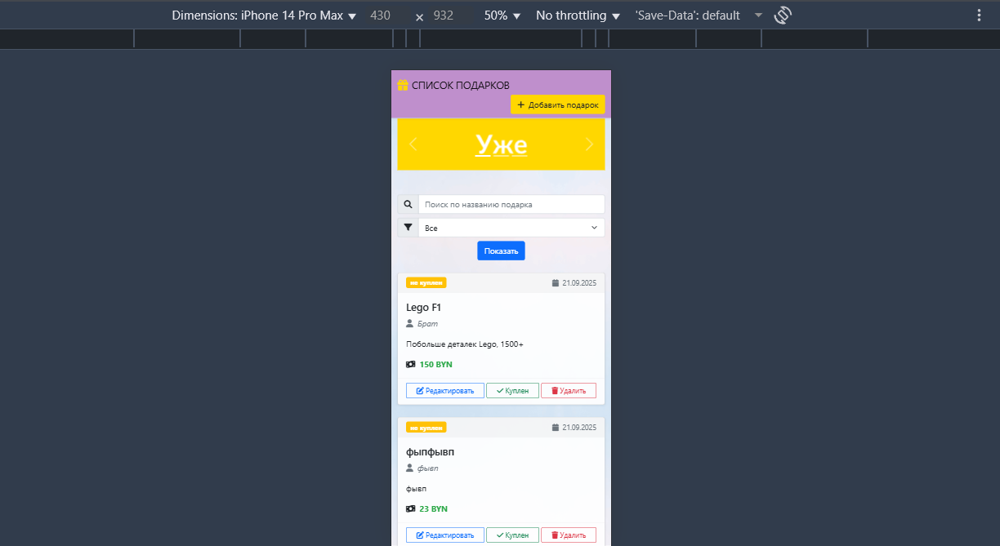 Dimensions: iPhone 14 Pro Max 430 × 932 50% No throttling 'Save-Data': default
СПИСОК ПОДАРКОВ
Добавить подарок
Уже
Поиск по названию подарка
Все
Показать
не куплен 21.09.2025
Lego F1
Брат
Побольше деталек Lego, 1500+
150 BYN
Редактировать Куплен Удалить
не куплен 21.09.2025
фыпфывп
фывп
фывп
23 BYN
Редактировать Куплен Удалить